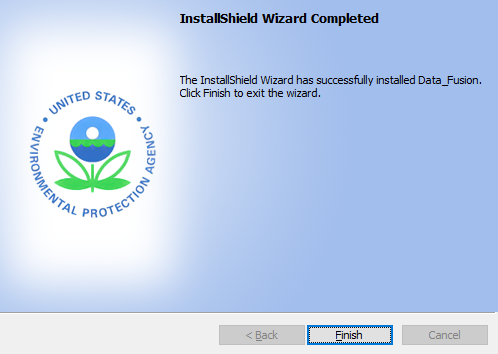 InstallShield Wizard Completed
The InstallShield Wizard has successfully installed Data_Fusion.
Click Finish to exit the wizard.
UNITED STATES
ENVIRONMENTAL PROTECTION AGENCY
< Back
Finish
Cancel